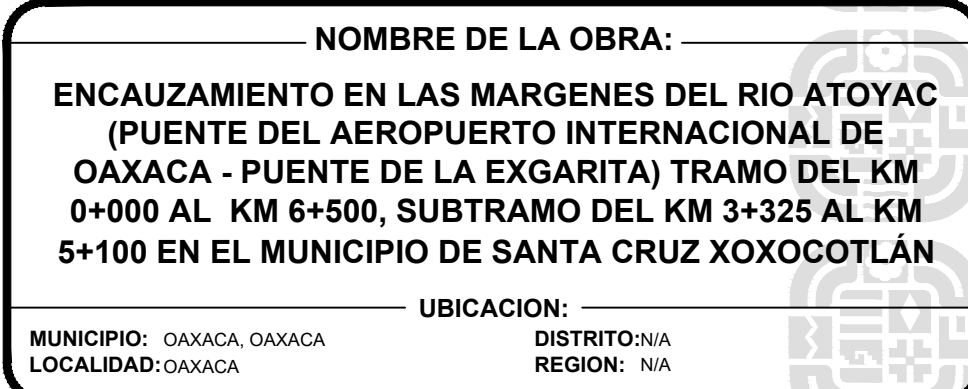 NOMBRE DE LA OBRA:
ENCAUZAMIENTO EN LAS MARGENES DEL RIO ATOYAC
(PUENTE DEL AEROPUERTO INTERNACIONAL DE
OAXACA - PUENTE DE LA EXGARITA) TRAMO DEL KM
0+000 AL KM 6+500, SUBTRAMO DEL KM 3+325 AL KM
5+100 EN EL MUNICIPIO DE SANTA CRUZ XOXOCOTLÁN
UBICACION:
MUNICIPIO: OAXACA, OAXACA DISTRITO:N/A
LOCALIDAD:OAXACA REGION: N/A